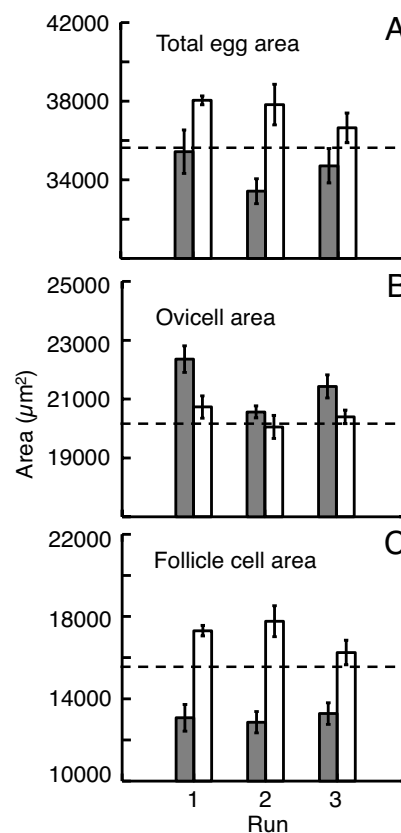 42000
A
Total egg area
38000
34000
25000
B
Ovicell area
23000
21000
19000
Area (µm²)
22000
C
Follicle cell area
18000
14000
10000
1 2 3
Run